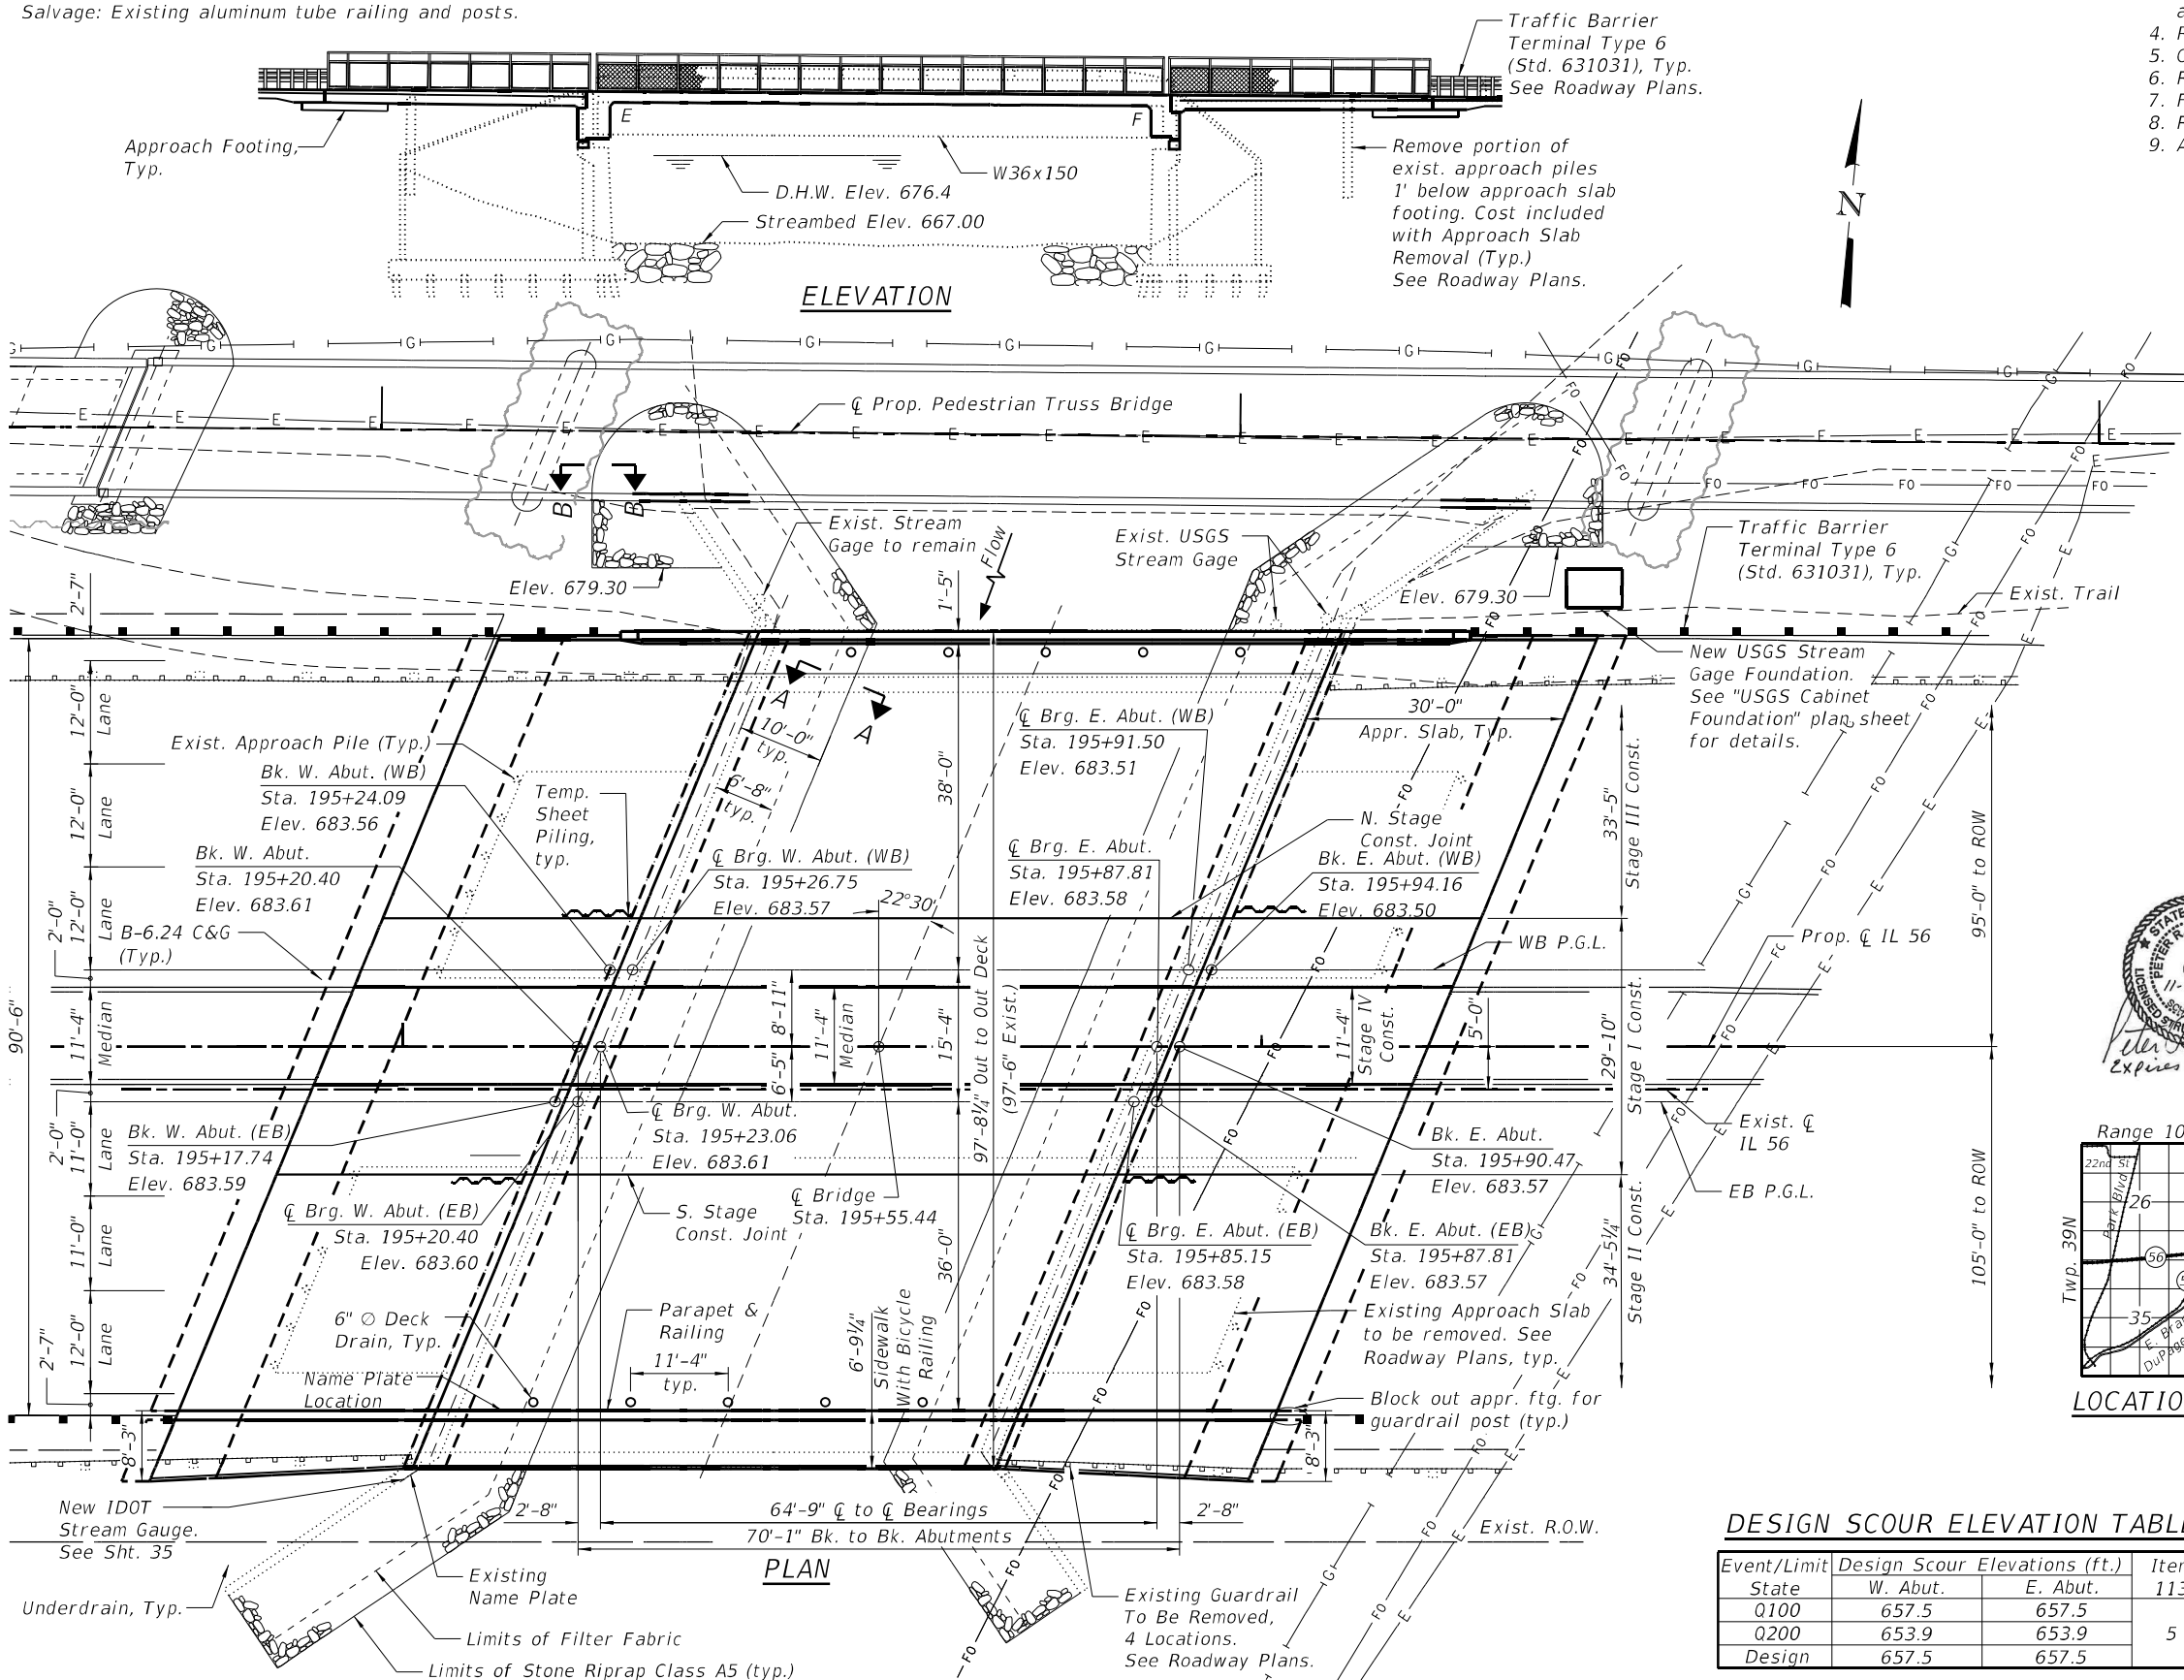 Salvage: Existing aluminum tube railing and posts.
Traffic Barrier
Terminal Type 6
(Std. 631031), Typ.
See Roadway Plans.
4.
5.
6.
7.
8.
9.
Approach Footing,
Typ.
E
F
W36x150
D.H.W. Elev. 676.4
Streambed Elev. 667.00
Remove portion of
exist. approach piles
1' below approach slab
footing. Cost included
with Approach Slab
Removal (Typ.)
See Roadway Plans.
N
ELEVATION
℄ Prop. Pedestrian Truss Bridge
B
B
Exist. Stream
Gage to remain
Flow
Exist. USGS
Stream Gage
Elev. 679.30
Elev. 679.30
Traffic Barrier
Terminal Type 6
(Std. 631031), Typ.
Exist. Trail
2'-7"
1'-5"
New USGS Stream
Gage Foundation.
See "USGS Cabinet
Foundation" plan sheet
for details.
12'-0"
Lane
A
A
10'-0"
typ.
℄ Brg. E. Abut. (WB)
Sta. 195+91.50
Elev. 683.51
30'-0"
Appr. Slab, Typ.
Exist. Approach Pile (Typ.)
Bk. W. Abut. (WB)
Sta. 195+24.09
Elev. 683.56
Temp.
Sheet
Piling,
typ.
6'-8"
typ.
38'-0"
33'-5"
Stage III Const.
12'-0"
Lane
N. Stage
Const. Joint
Bk. W. Abut.
Sta. 195+20.40
Elev. 683.61
℄ Brg. W. Abut. (WB)
Sta. 195+26.75
Elev. 683.57
℄ Brg. E. Abut.
Sta. 195+87.81
Elev. 683.58
Bk. E. Abut. (WB)
Sta. 195+94.16
Elev. 683.50
22°30'
95'-0" to ROW
2'-0"
12'-0"
Lane
B-6.24 C&G
(Typ.)
WB P.G.L.
Prop. ℄ IL 56
90'-6"
11'-4"
Median
8'-11"
6'-5"
11'-4"
Median
15'-4"
97'-8¼" Out to Out Deck
(97'-6" Exist.)
11'-4"
Stage IV
Const.
5'-0"
29'-10"
Stage I Const.
Expires
2'-0"
11'-0"
Lane
Bk. W. Abut. (EB)
Sta. 195+17.74
Elev. 683.59
℄ Brg. W. Abut.
Sta. 195+23.06
Elev. 683.61
Bk. E. Abut.
Sta. 195+90.47
Elev. 683.57
Exist. ℄
IL 56
EB P.G.L.
℄ Brg. W. Abut. (EB)
Sta. 195+20.40
Elev. 683.60
S. Stage
Const. Joint
℄ Bridge
Sta. 195+55.44
℄ Brg. E. Abut. (EB)
Sta. 195+85.15
Elev. 683.58
Bk. E. Abut. (EB)
Sta. 195+87.81
Elev. 683.57
11'-0"
Lane
36'-0"
34'-5¼"
Stage II Const.
105'-0" to ROW
Range 10
22nd St
Park Blvd
26
56
35
Twp. 39N
LOCATIO
6" ∅ Deck
Drain, Typ.
Parapet &
Railing
11'-4"
typ.
6'-9¼"
Sidewalk
With Bicycle
Railing
Existing Approach Slab
to be removed. See
Roadway Plans, typ.
2'-7"
12'-0"
Lane
Name Plate
Location
Block out appr. ftg. for
guardrail post (typ.)
8'-3"
8'-3"
New IDOT
Stream Gauge.
See Sht. 35
2'-8"
64'-9" ℄ to ℄ Bearings
2'-8"
70'-1" Bk. to Bk. Abutments
Exist. R.O.W.
PLAN
Existing
Name Plate
Underdrain, Typ.
Limits of Filter Fabric
Limits of Stone Riprap Class A5 (typ.)
Existing Guardrail
To Be Removed,
4 Locations.
See Roadway Plans.
DESIGN SCOUR ELEVATION TABLE
Event/Limit State Design Scour Elevations (ft.)
W. Abut. E. Abut. 113
Q100 657.5 657.5
Q200 653.9 653.9 5
Design 657.5 657.5